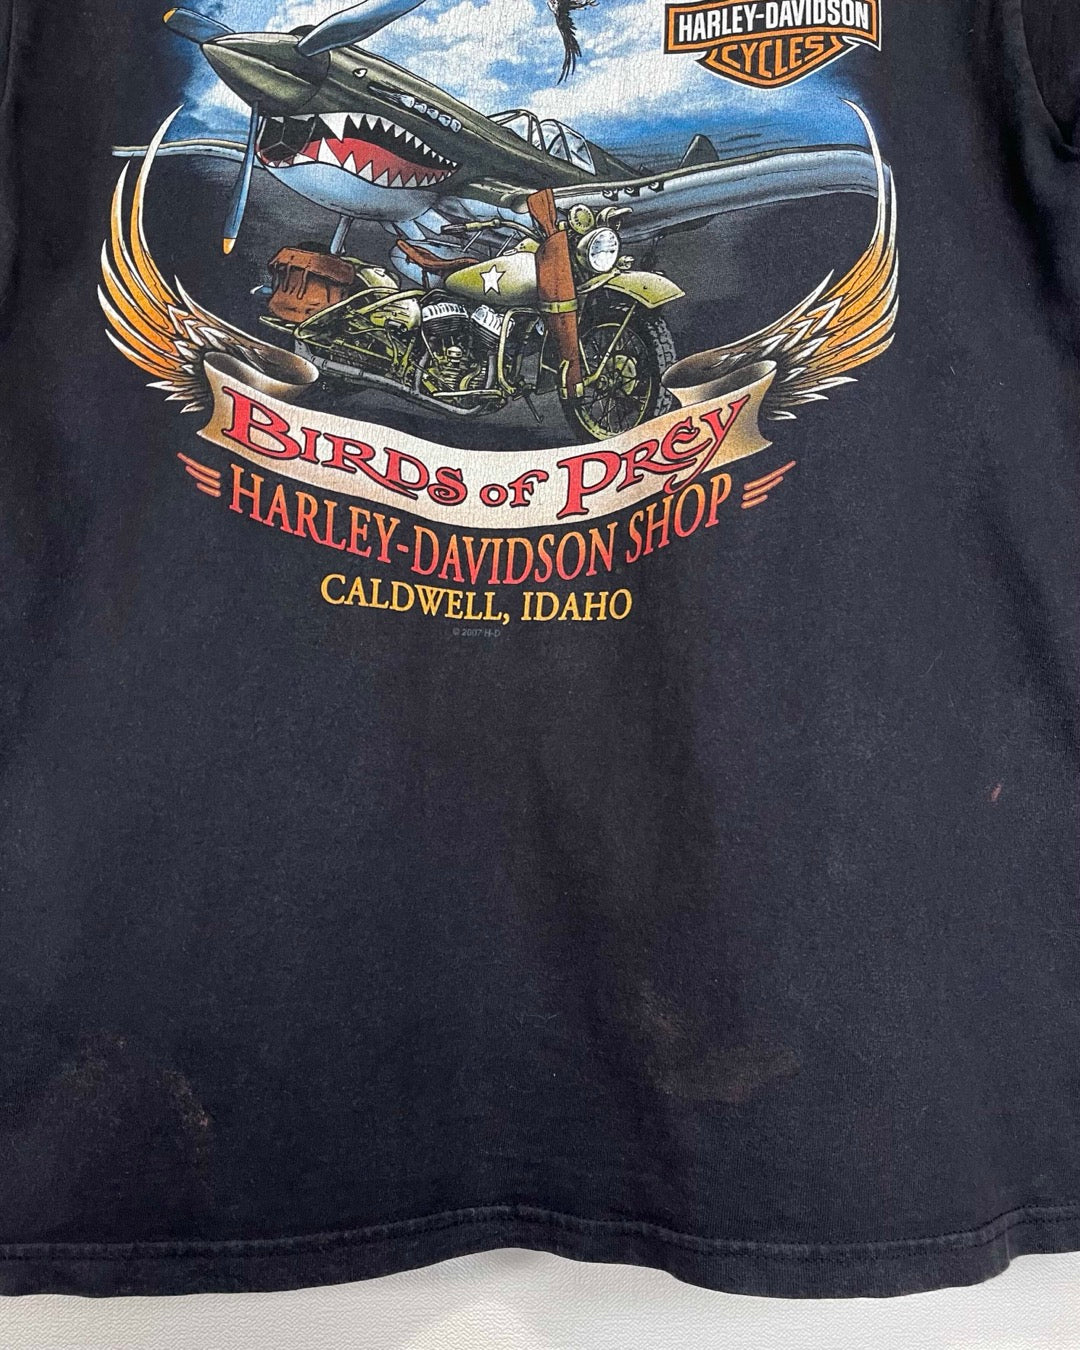 HARLEY-DAVIDSON
CYCLES
BIRDS OF PREY
HARLEY-DAVIDSON SHOP
CALDWELL, IDAHO
© 2007 H-D